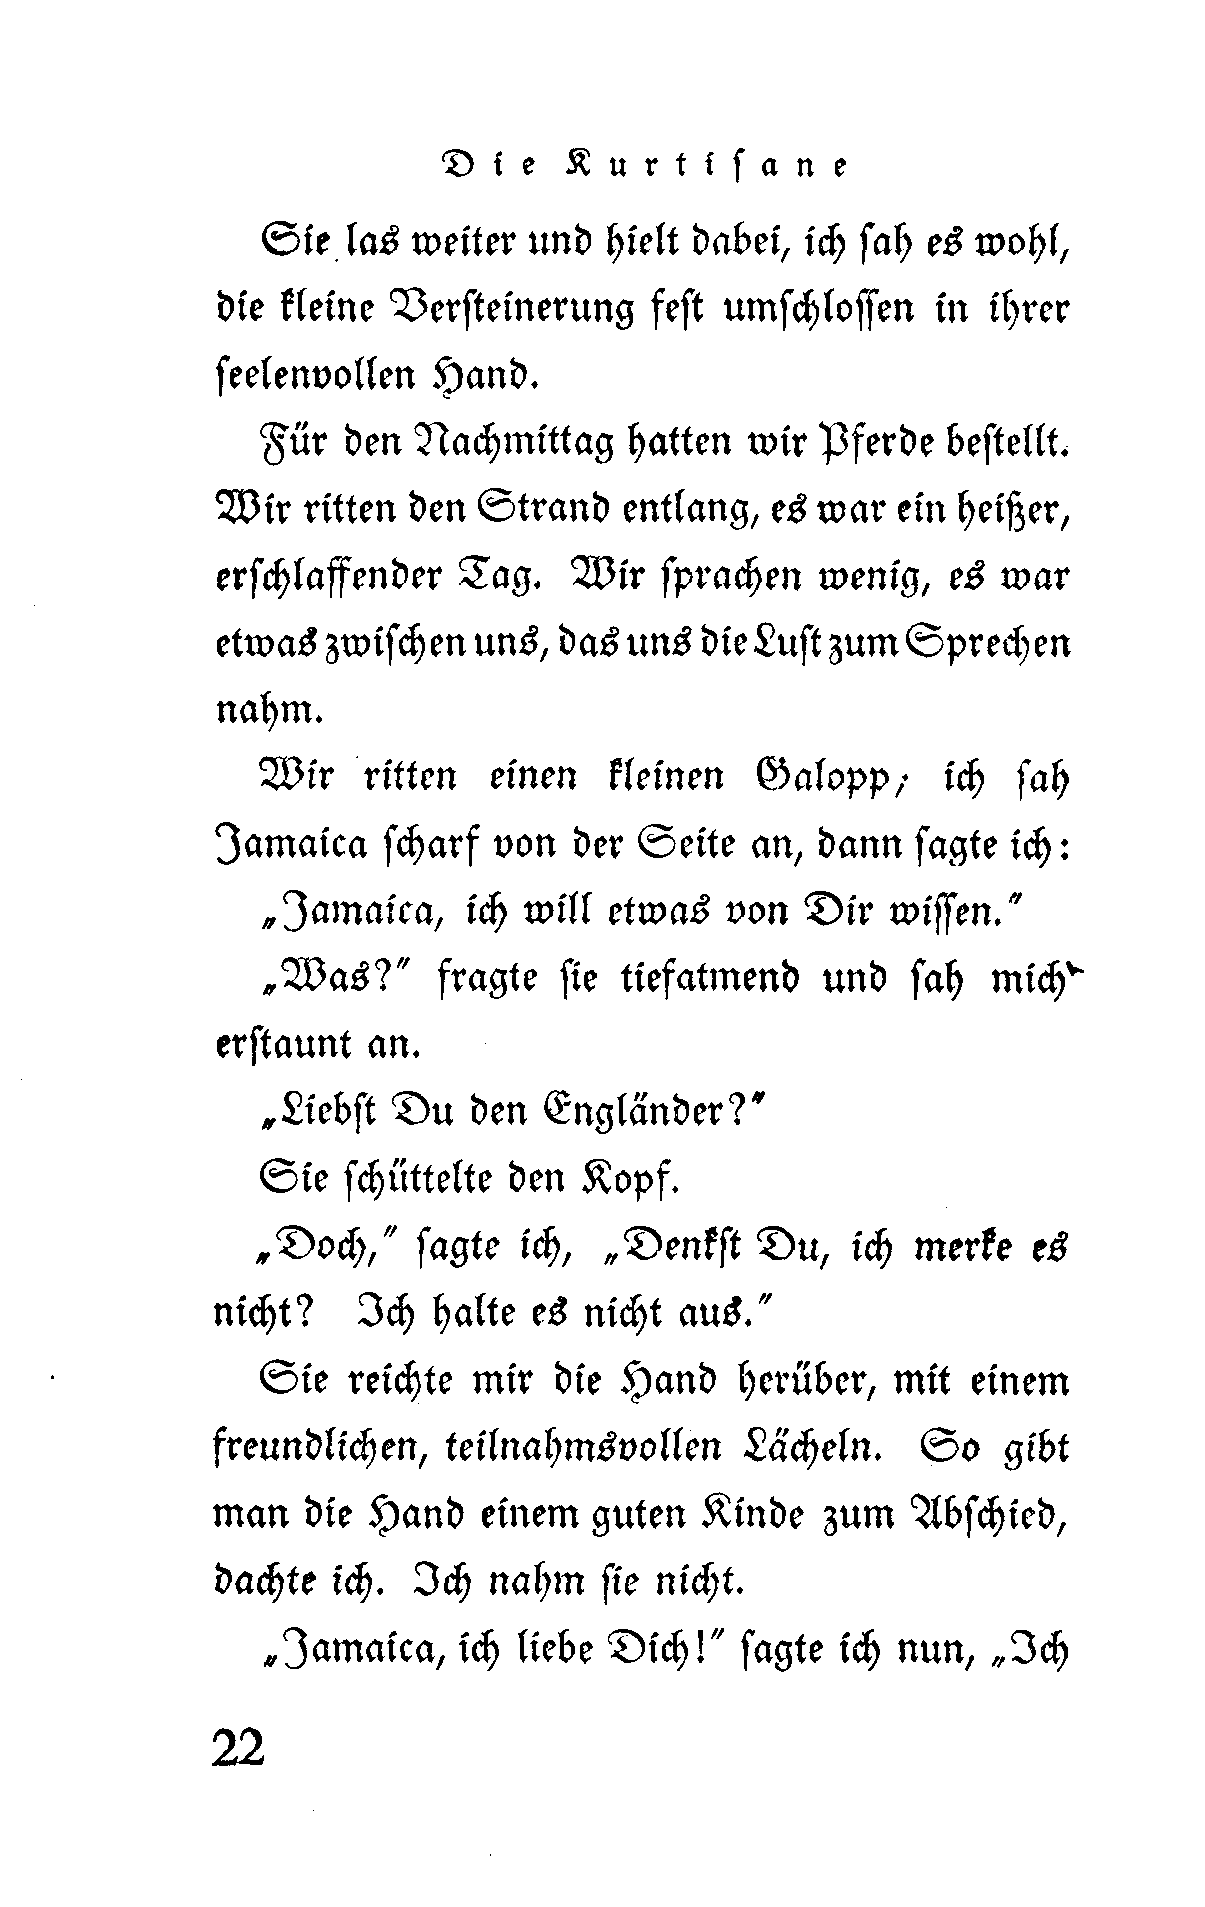 Die Kurtisane
Sie las weiter und hielt dabei, ich sah es wohl,
die kleine Versteinerung fest umschlossen in ihrer
seelenvollen Hand.
Für den Nachmittag hatten wir Pferde bestellt.
Wir ritten den Strand entlang, es war ein heißer,
erschlaffender Tag. Wir sprachen wenig, es war
etwas zwischen uns, das uns die Lust zum Sprechen
nahm.
Wir ritten einen kleinen Galopp; ich sah
Jamaica scharf von der Seite an, dann sagte ich:
„Jamaica, ich will etwas von Dir wissen.“
„Was?“ fragte sie tiefatmend und sah mich
erstaunt an.
„Liebst Du den Engländer?“
Sie schüttelte den Kopf.
„Doch,“ sagte ich, „Denkst Du, ich merke es
nicht? Ich halte es nicht aus.“
Sie reichte mir die Hand herüber, mit einem
freundlichen, teilnahmsvollen Lächeln. So gibt
man die Hand einem guten Kinde zum Abschied,
dachte ich. Ich nahm sie nicht.
„Jamaica, ich liebe Dich!“ sagte ich nun, „Ich
22